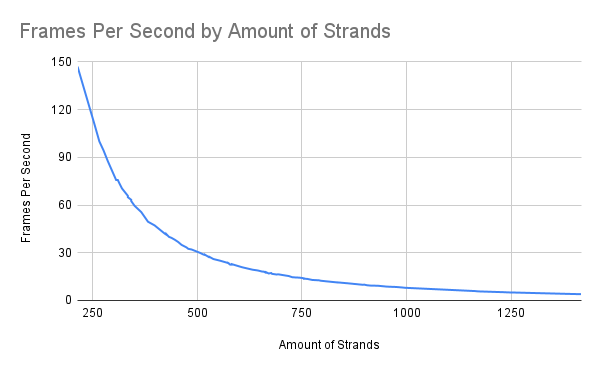 Frames Per Second by Amount of Strands
150
120
90
60
30
0
Frames Per Second
250 500 750 1000 1250
Amount of Strands